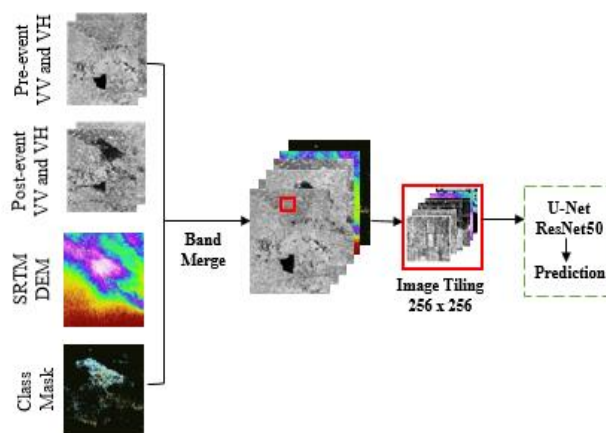 Pre-event
VV and VH
Post-event
VV and VH
SRTM
DEM
Class
Mask
Band
Merge
Image Tiling
256 x 256
U-Net
ResNet50
Prediction